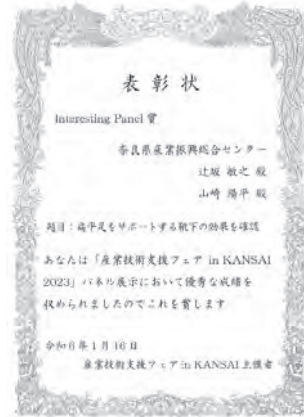 表彰状
Interesting Panel 賞
奈良県産業振興総合センター
辻坂 敏之 殿
山崎 陽平 殿
題目：扁平足をサポートする靴下の効果を確認
あなたは「産業技術支援フェア in KANSAI
2023」パネル展示において優秀な成績を
収められましたのでこれを賞します
令和6年1月16日
産業技術支援フェア in KANSAI 主催者